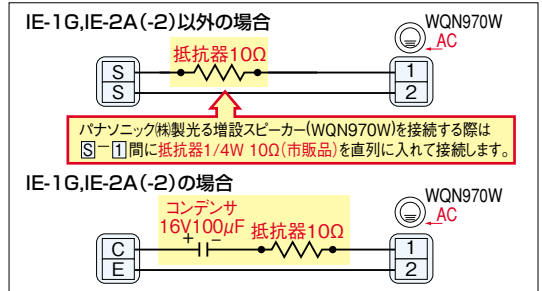 IE-1G,IE-2A(-2)以外の場合
WQN970W
AC
抵抗器10Ω
S
S
1
2
パナソニック㈱製光る増設スピーカー(WQN970W)を接続する際は
S－1間に抵抗器1/4W 10Ω(市販品)を直列に入れて接続します。
IE-1G,IE-2A(-2)の場合
WQN970W
AC
コンデンサ
16V100μF
抵抗器10Ω
+ −
C
E
1
2